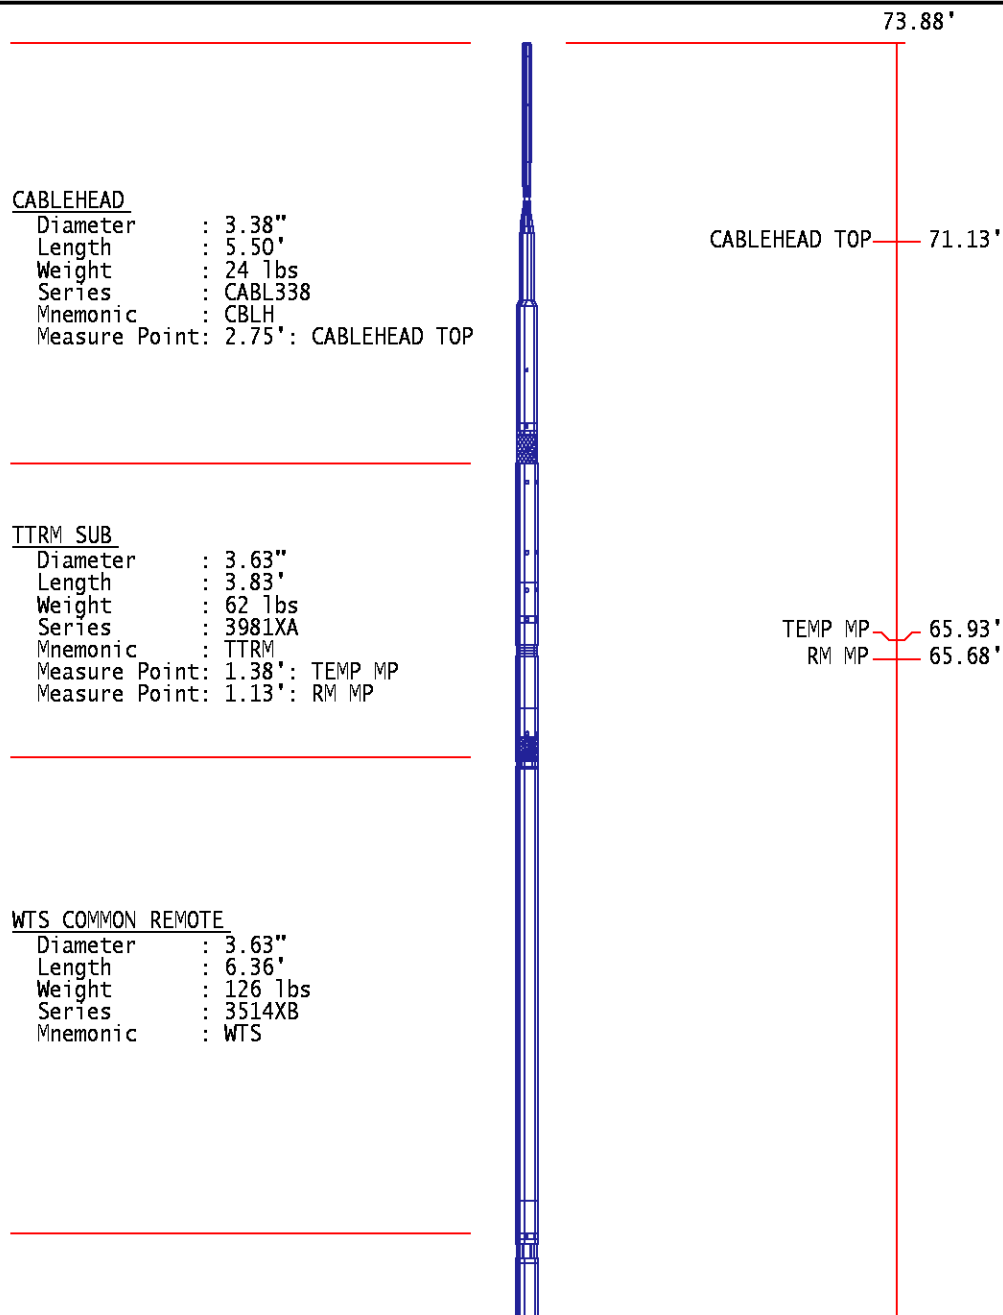 73.88'
CABLEHEAD
Diameter : 3.38"
Length : 5.50'
Weight : 24 lbs
Series : CABL338
Mnemonic : CBLH
Measure Point: 2.75': CABLEHEAD TOP
CABLEHEAD TOP 71.13'
TTRM SUB
Diameter : 3.63"
Length : 3.83'
Weight : 62 lbs
Series : 3981XA
Mnemonic : TTRM
Measure Point: 1.38': TEMP MP
Measure Point: 1.13': RM MP
TEMP MP 65.93'
RM MP 65.68'
WTS COMMON REMOTE
Diameter : 3.63"
Length : 6.36'
Weight : 126 lbs
Series : 3514XB
Mnemonic : WTS